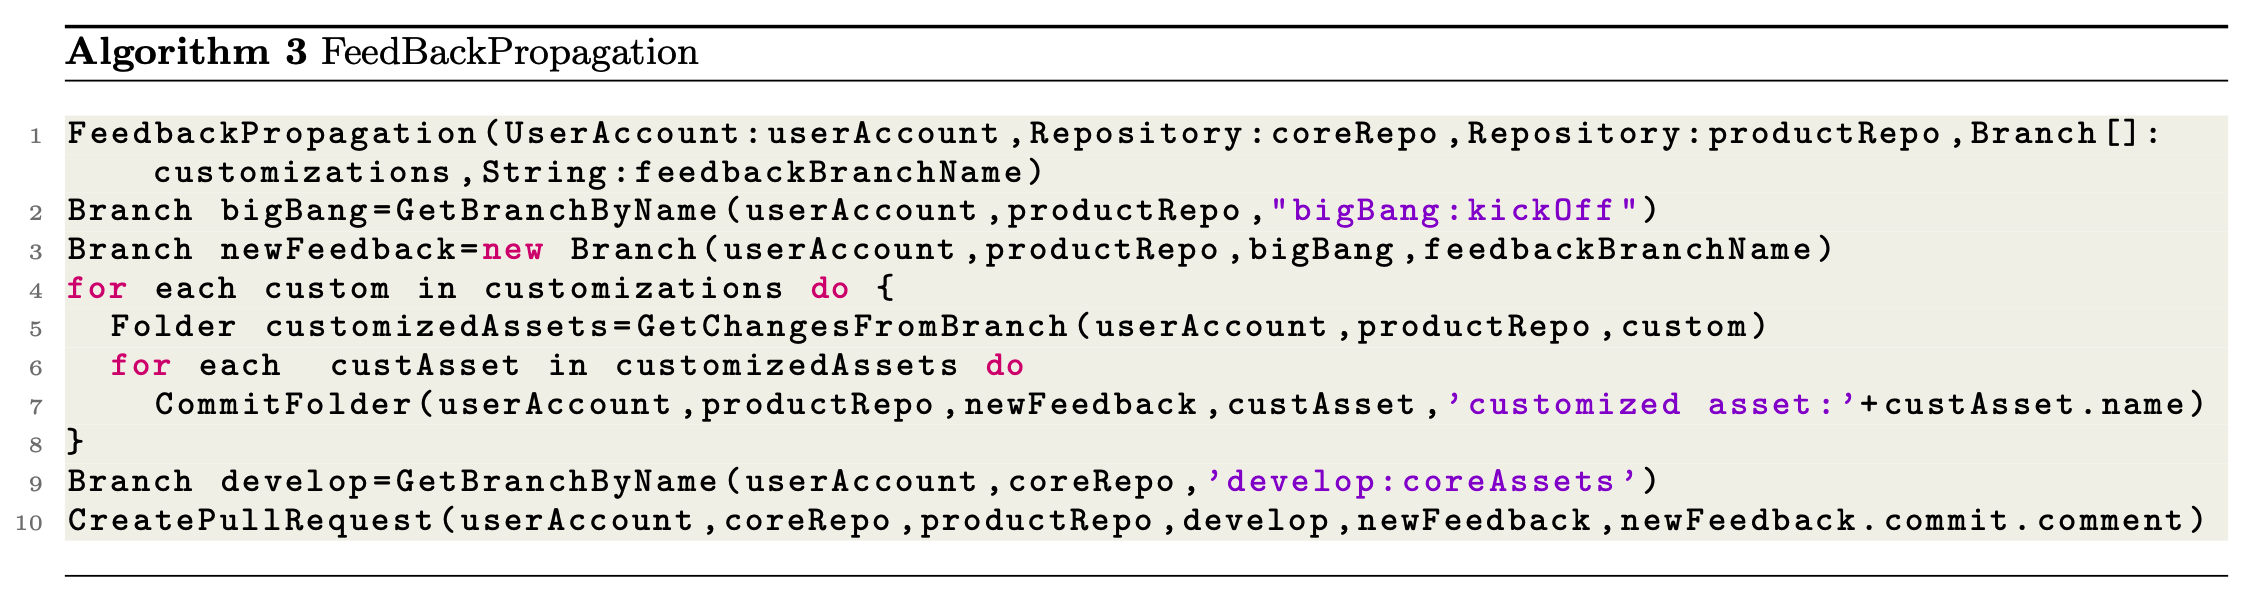 Algorithm 3 FeedBackPropagation
1 FeedbackPropagation(UserAccount:userAccount,Repository:coreRepo,Repository:productRepo,Branch[]:
customizations,String:feedbackBranchName)
2 Branch bigBang=GetBranchByName(userAccount,productRepo,"bigBang:kickOff")
3 Branch newFeedback=new Branch(userAccount,productRepo,bigBang,feedbackBranchName)
4 for each custom in customizations do {
5 Folder customizedAssets=GetChangesFromBranch(userAccount,productRepo,custom)
6 for each custAsset in customizedAssets do
7 CommitFolder(userAccount,productRepo,newFeedback,custAsset,'customized asset:'+custAsset.name)
8 }
9 Branch develop=GetBranchByName(userAccount,coreRepo,'develop:coreAssets')
10 CreatePullRequest(userAccount,coreRepo,productRepo,develop,newFeedback,newFeedback.commit.comment)